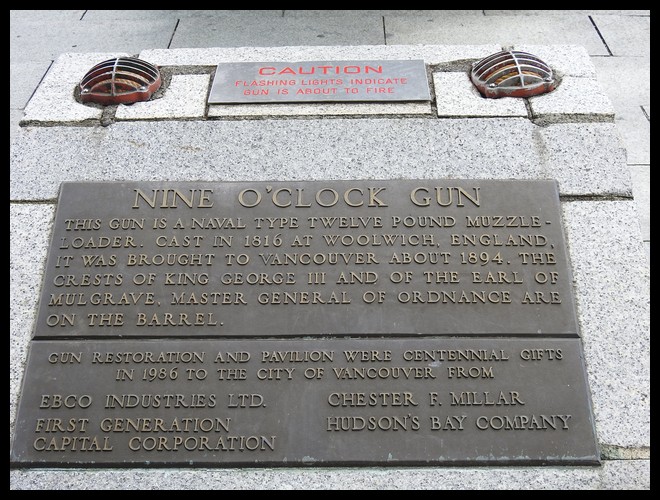 CAUTION
FLASHING LIGHTS INDICATE
GUN IS ABOUT TO FIRE
NINE O'CLOCK GUN
THIS GUN IS A NAVAL TYPE TWELVE POUND MUZZLE-
LOADER. CAST IN 1816 AT WOOLWICH, ENGLAND,
IT WAS BROUGHT TO VANCOUVER ABOUT 1894. THE
CRESTS OF KING GEORGE III AND OF THE EARL OF
MULGRAVE, MASTER GENERAL OF ORDNANCE ARE
ON THE BARREL.
GUN RESTORATION AND PAVILION WERE CENTENNIAL GIFTS
IN 1986 TO THE CITY OF VANCOUVER FROM
EBCO INDUSTRIES LTD.
FIRST GENERATION
CAPITAL CORPORATION
CHESTER F. MILLAR
HUDSON'S BAY COMPANY